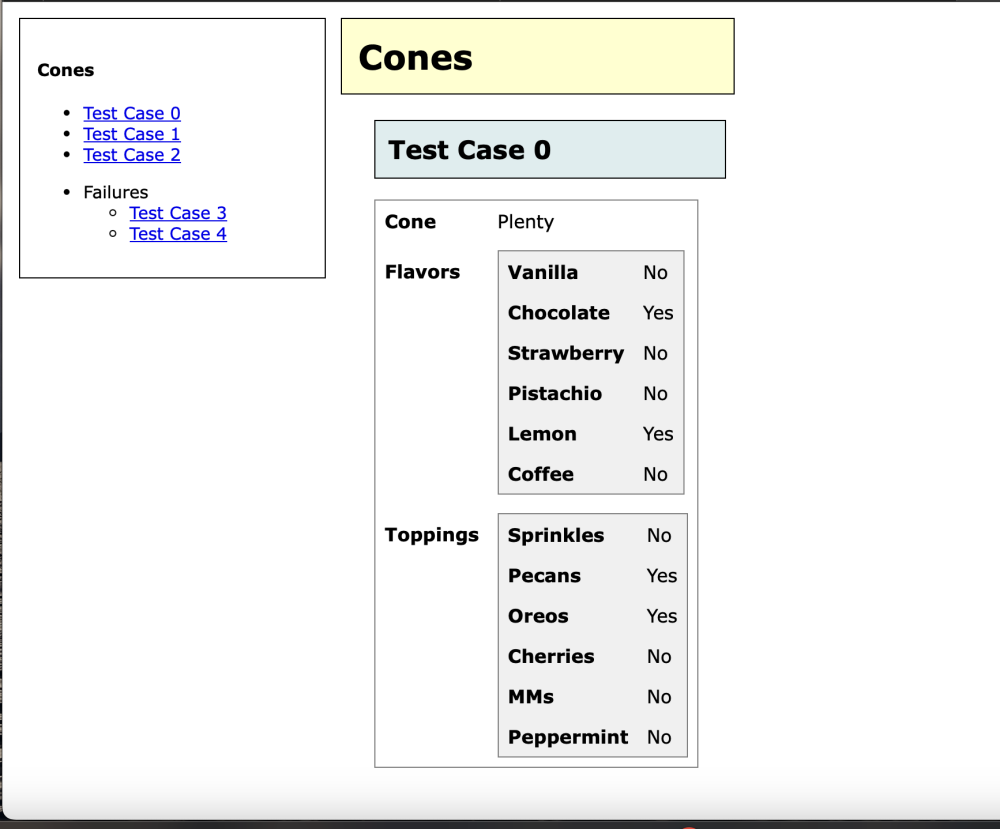 Cones
Test Case 0
Test Case 1
Test Case 2
Failures
Test Case 3
Test Case 4
Cones
Test Case 0
Cone Plenty
Flavors Vanilla No
Chocolate Yes
Strawberry No
Pistachio No
Lemon Yes
Coffee No
Toppings Sprinkles No
Pecans Yes
Oreos Yes
Cherries No
MMs No
Peppermint No